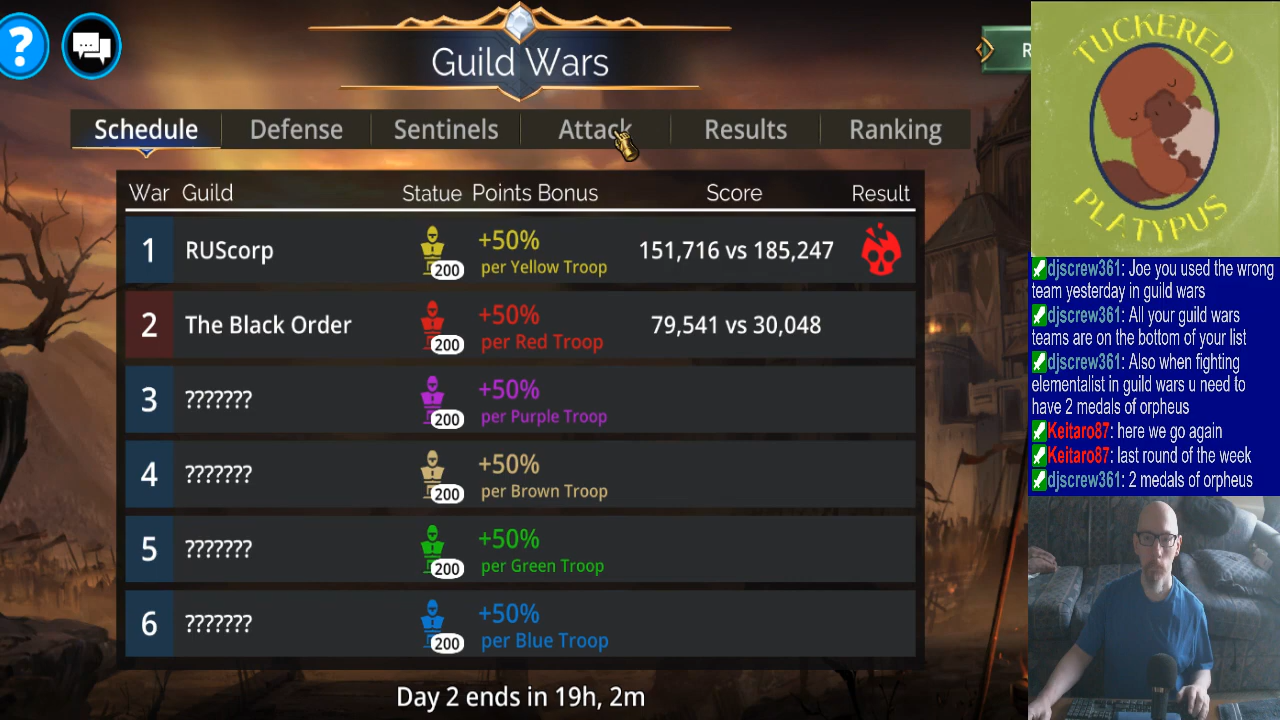 ?
Guild Wars
R
Schedule Defense Sentinels Attack Results Ranking
War Guild Statue Points Bonus Score Result
1 RUScorp 200 +50% 151,716 vs 185,247
per Yellow Troop
2 The Black Order 200 +50% 79,541 vs 30,048
per Red Troop
3 ??????? 200 +50%
per Purple Troop
4 ??????? 200 +50%
per Brown Troop
5 ??????? 200 +50%
per Green Troop
6 ??????? 200 +50%
per Blue Troop
Day 2 ends in 19h, 2m
TUCKERED
PLATYPUS
djscrew361: Joe you used the wrong
team yesterday in guild wars
djscrew361: All your guild wars
teams are on the bottom of your list
djscrew361: Also when fighting
elementalist in guild wars u need to
have 2 medals of orpheus
Keitaro87: here we go again
Keitaro87: last round of the week
djscrew361: 2 medals of orpheus